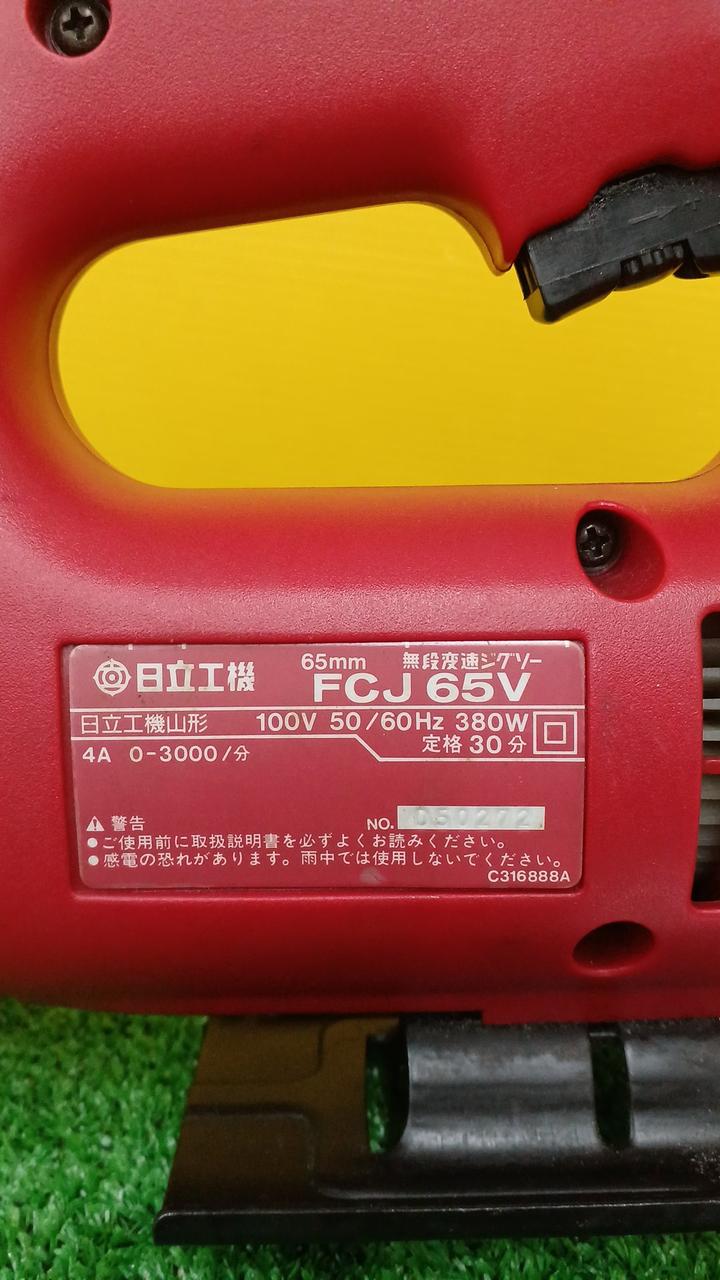 日立工機
65mm 無段変速ジグソー
FCJ 65V
日立工機山形 100V 50/60Hz 380W
定格 30 分
4A 0-3000/分
警告
NO. 050272
●ご使用前に取扱説明書を必ずよくお読みください。
●感電の恐れがあります。雨中では使用しないでください。
C316888A